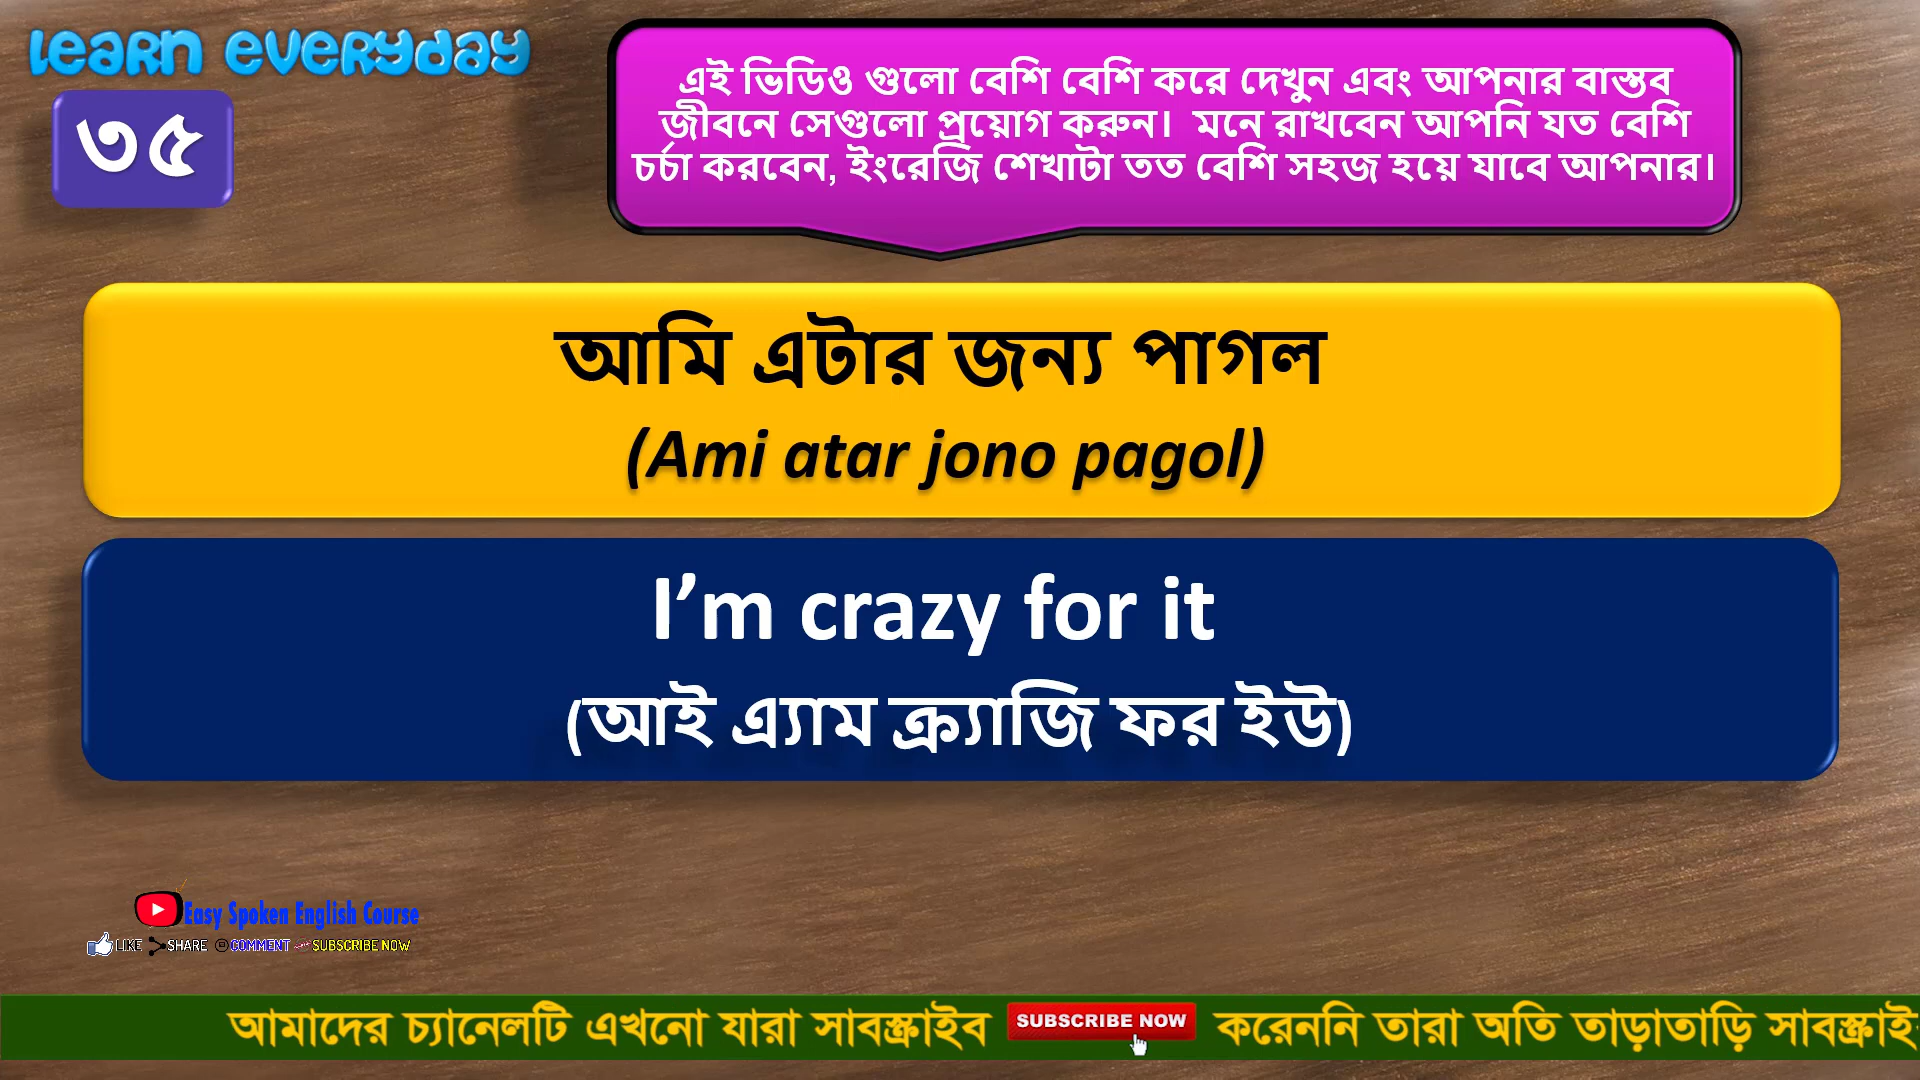 Learn Everyday
৩৫
এই ভিডিও গুলো বেশি বেশি করে দেখুন এবং আপনার বাস্তব
জীবনে সেগুলো প্রয়োগ করুন। মনে রাখবেন আপনি যত বেশি
চর্চা করবেন, ইংরেজি শেখাটা তত বেশি সহজ হয়ে যাবে আপনার।
আমি এটার জন্য পাগল
(Ami atar jono pagol)
I’m crazy for it
(আই এ্যাম ক্র্যাজি ফর ইউ)
Easy Spoken English Course
LIKE SHARE COMMENT SUBSCRIBE NOW
আমাদের চ্যানেলটি এখনো যারা সাবস্ক্রাইব SUBSCRIBE NOW করেননি তারা অতি তাড়াতাড়ি সাবস্ক্রাই